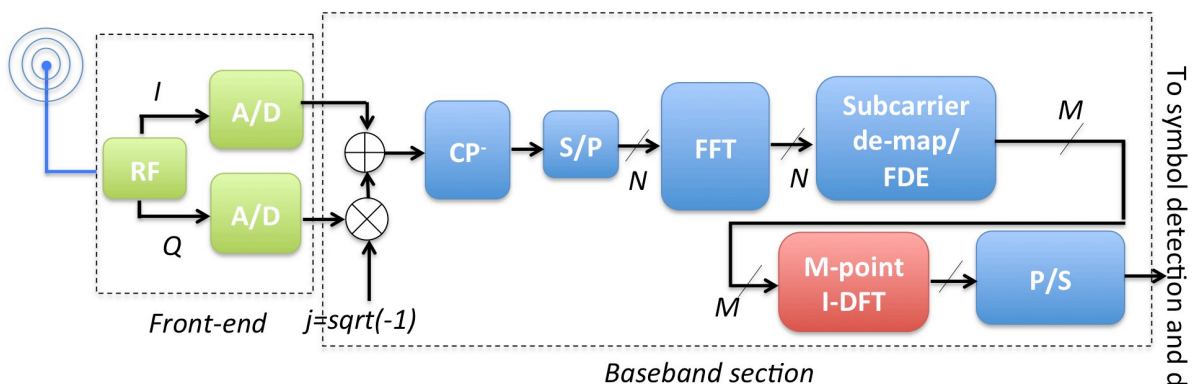 I
A/D
RF
A/D
Q
Front-end
j=sqrt(-1)
CP-
S/P
N
FFT
N
Subcarrier
de-map/
FDE
M
M
M-point
I-DFT
P/S
To symbol detection and
Baseband section